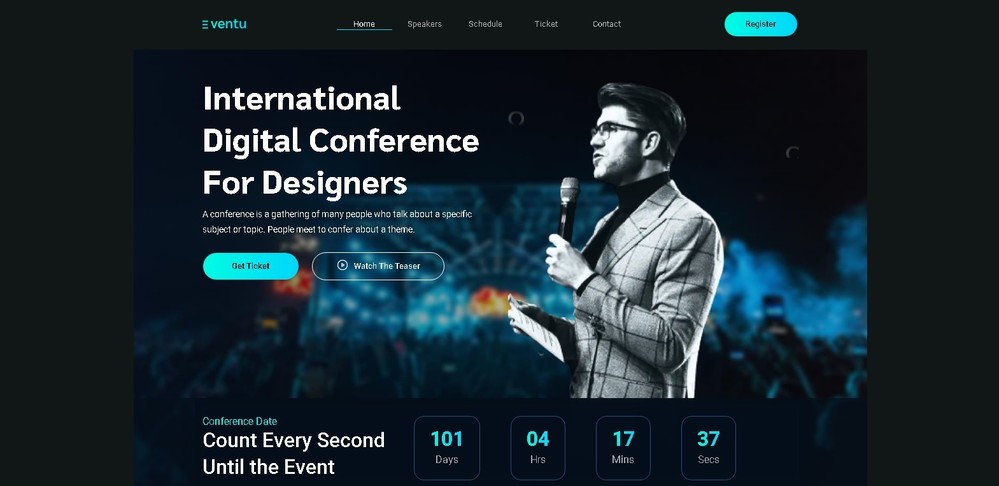 Eventu
Home Speakers Schedule Ticket Contact
Register
International
Digital Conference
For Designers
A conference is a gathering of many people who talk about a specific
subject or topic. People meet to confer about a theme.
Get Ticket
Watch The Teaser
Conference Date
Count Every Second
Until the Event
101 04 17 37
Days Hrs Mins Secs